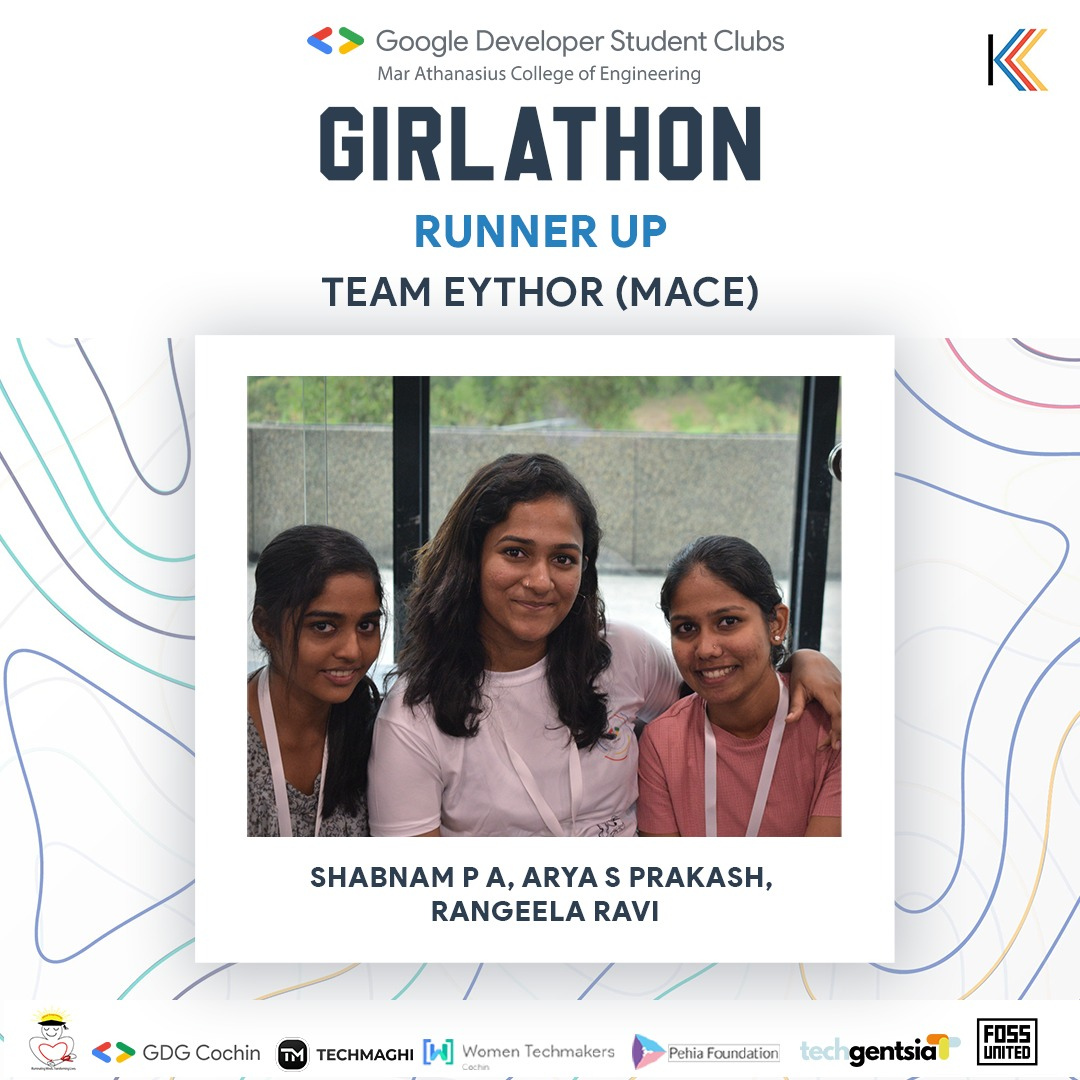 Google Developer Student Clubs
Mar Athanasius College of Engineering
GIRLATHON
RUNNER UP
TEAM EYTHOR (MACE)
SHABNAM P A, ARYA S PRAKASH,
RANGEELA RAVI
GDG Cochin
TM TECHMAGHI
Women Techmakers
Cochin
Pehia Foundation
techgentsia
FOSS
UNITED